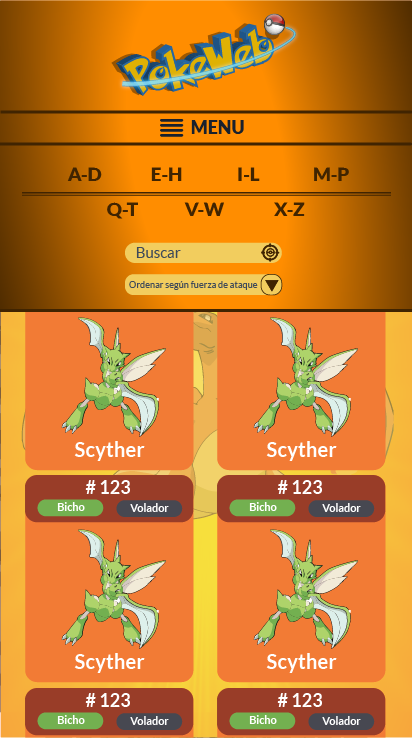 PokeWeb
MENU
A-D E-H I-L M-P
Q-T V-W X-Z
Buscar
Ordenar según fuerza de ataque
Scyther Scyther
# 123 # 123
Bicho Volador Bicho Volador
Scyther Scyther
# 123 # 123
Bicho Volador Bicho Volador